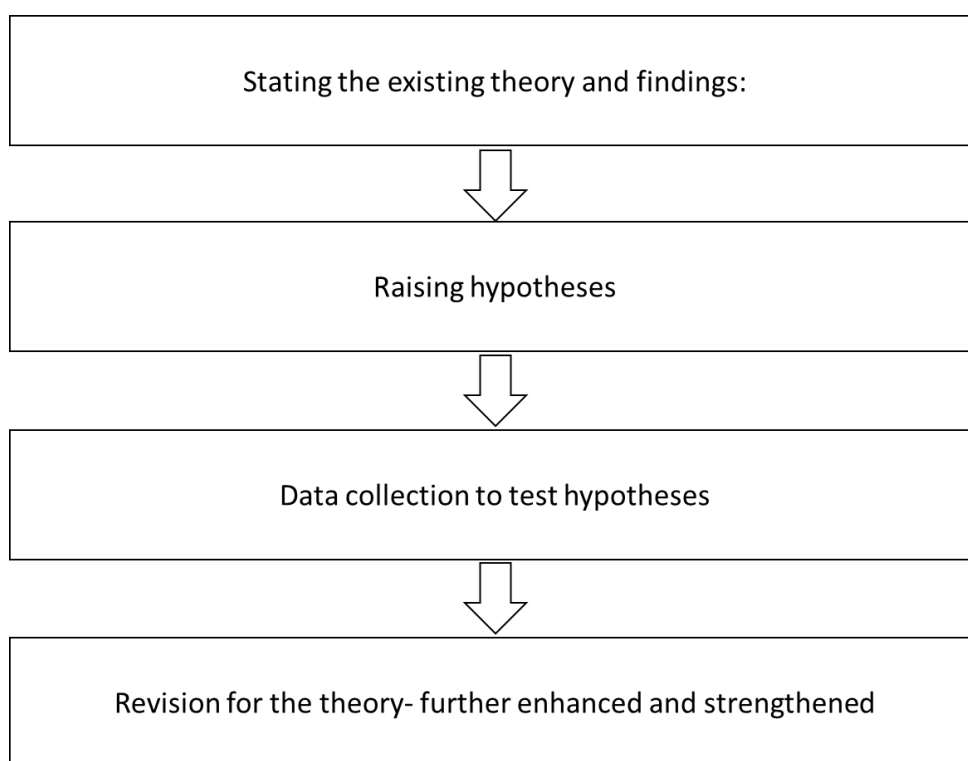 Stating the existing theory and findings:
Raising hypotheses
Data collection to test hypotheses
Revision for the theory- further enhanced and strengthened